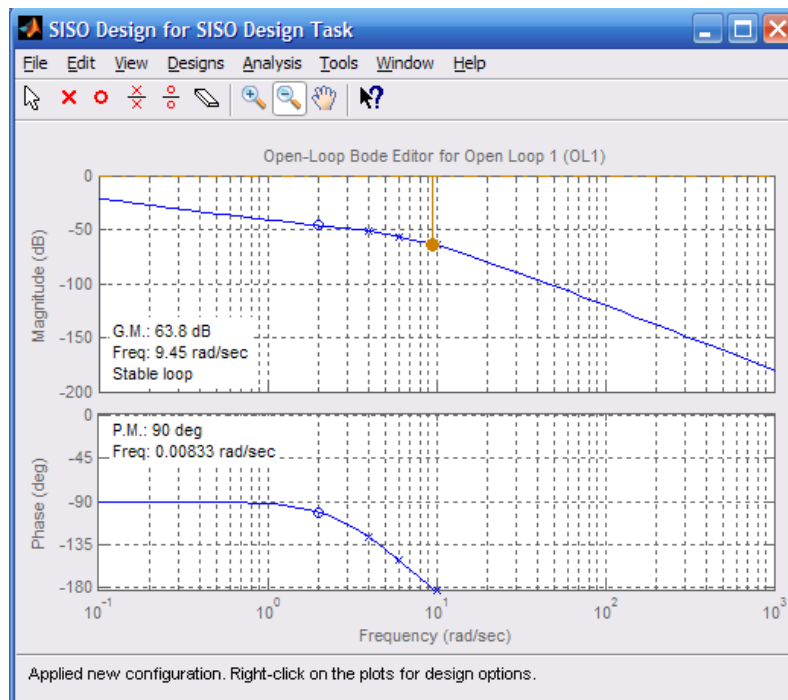 SISO Design for SISO Design Task
File Edit View Designs Analysis Tools Window Help
Open-Loop Bode Editor for Open Loop 1 (OL1)
0
-50
-100
-150
-200
Magnitude (dB)
G.M.: 63.8 dB
Freq: 9.45 rad/sec
Stable loop
0
-45
-90
-135
-180
Phase (deg)
P.M.: 90 deg
Freq: 0.00833 rad/sec
10^-1 10^0 10^1 10^2 10^3
Frequency (rad/sec)
Applied new configuration. Right-click on the plots for design options.